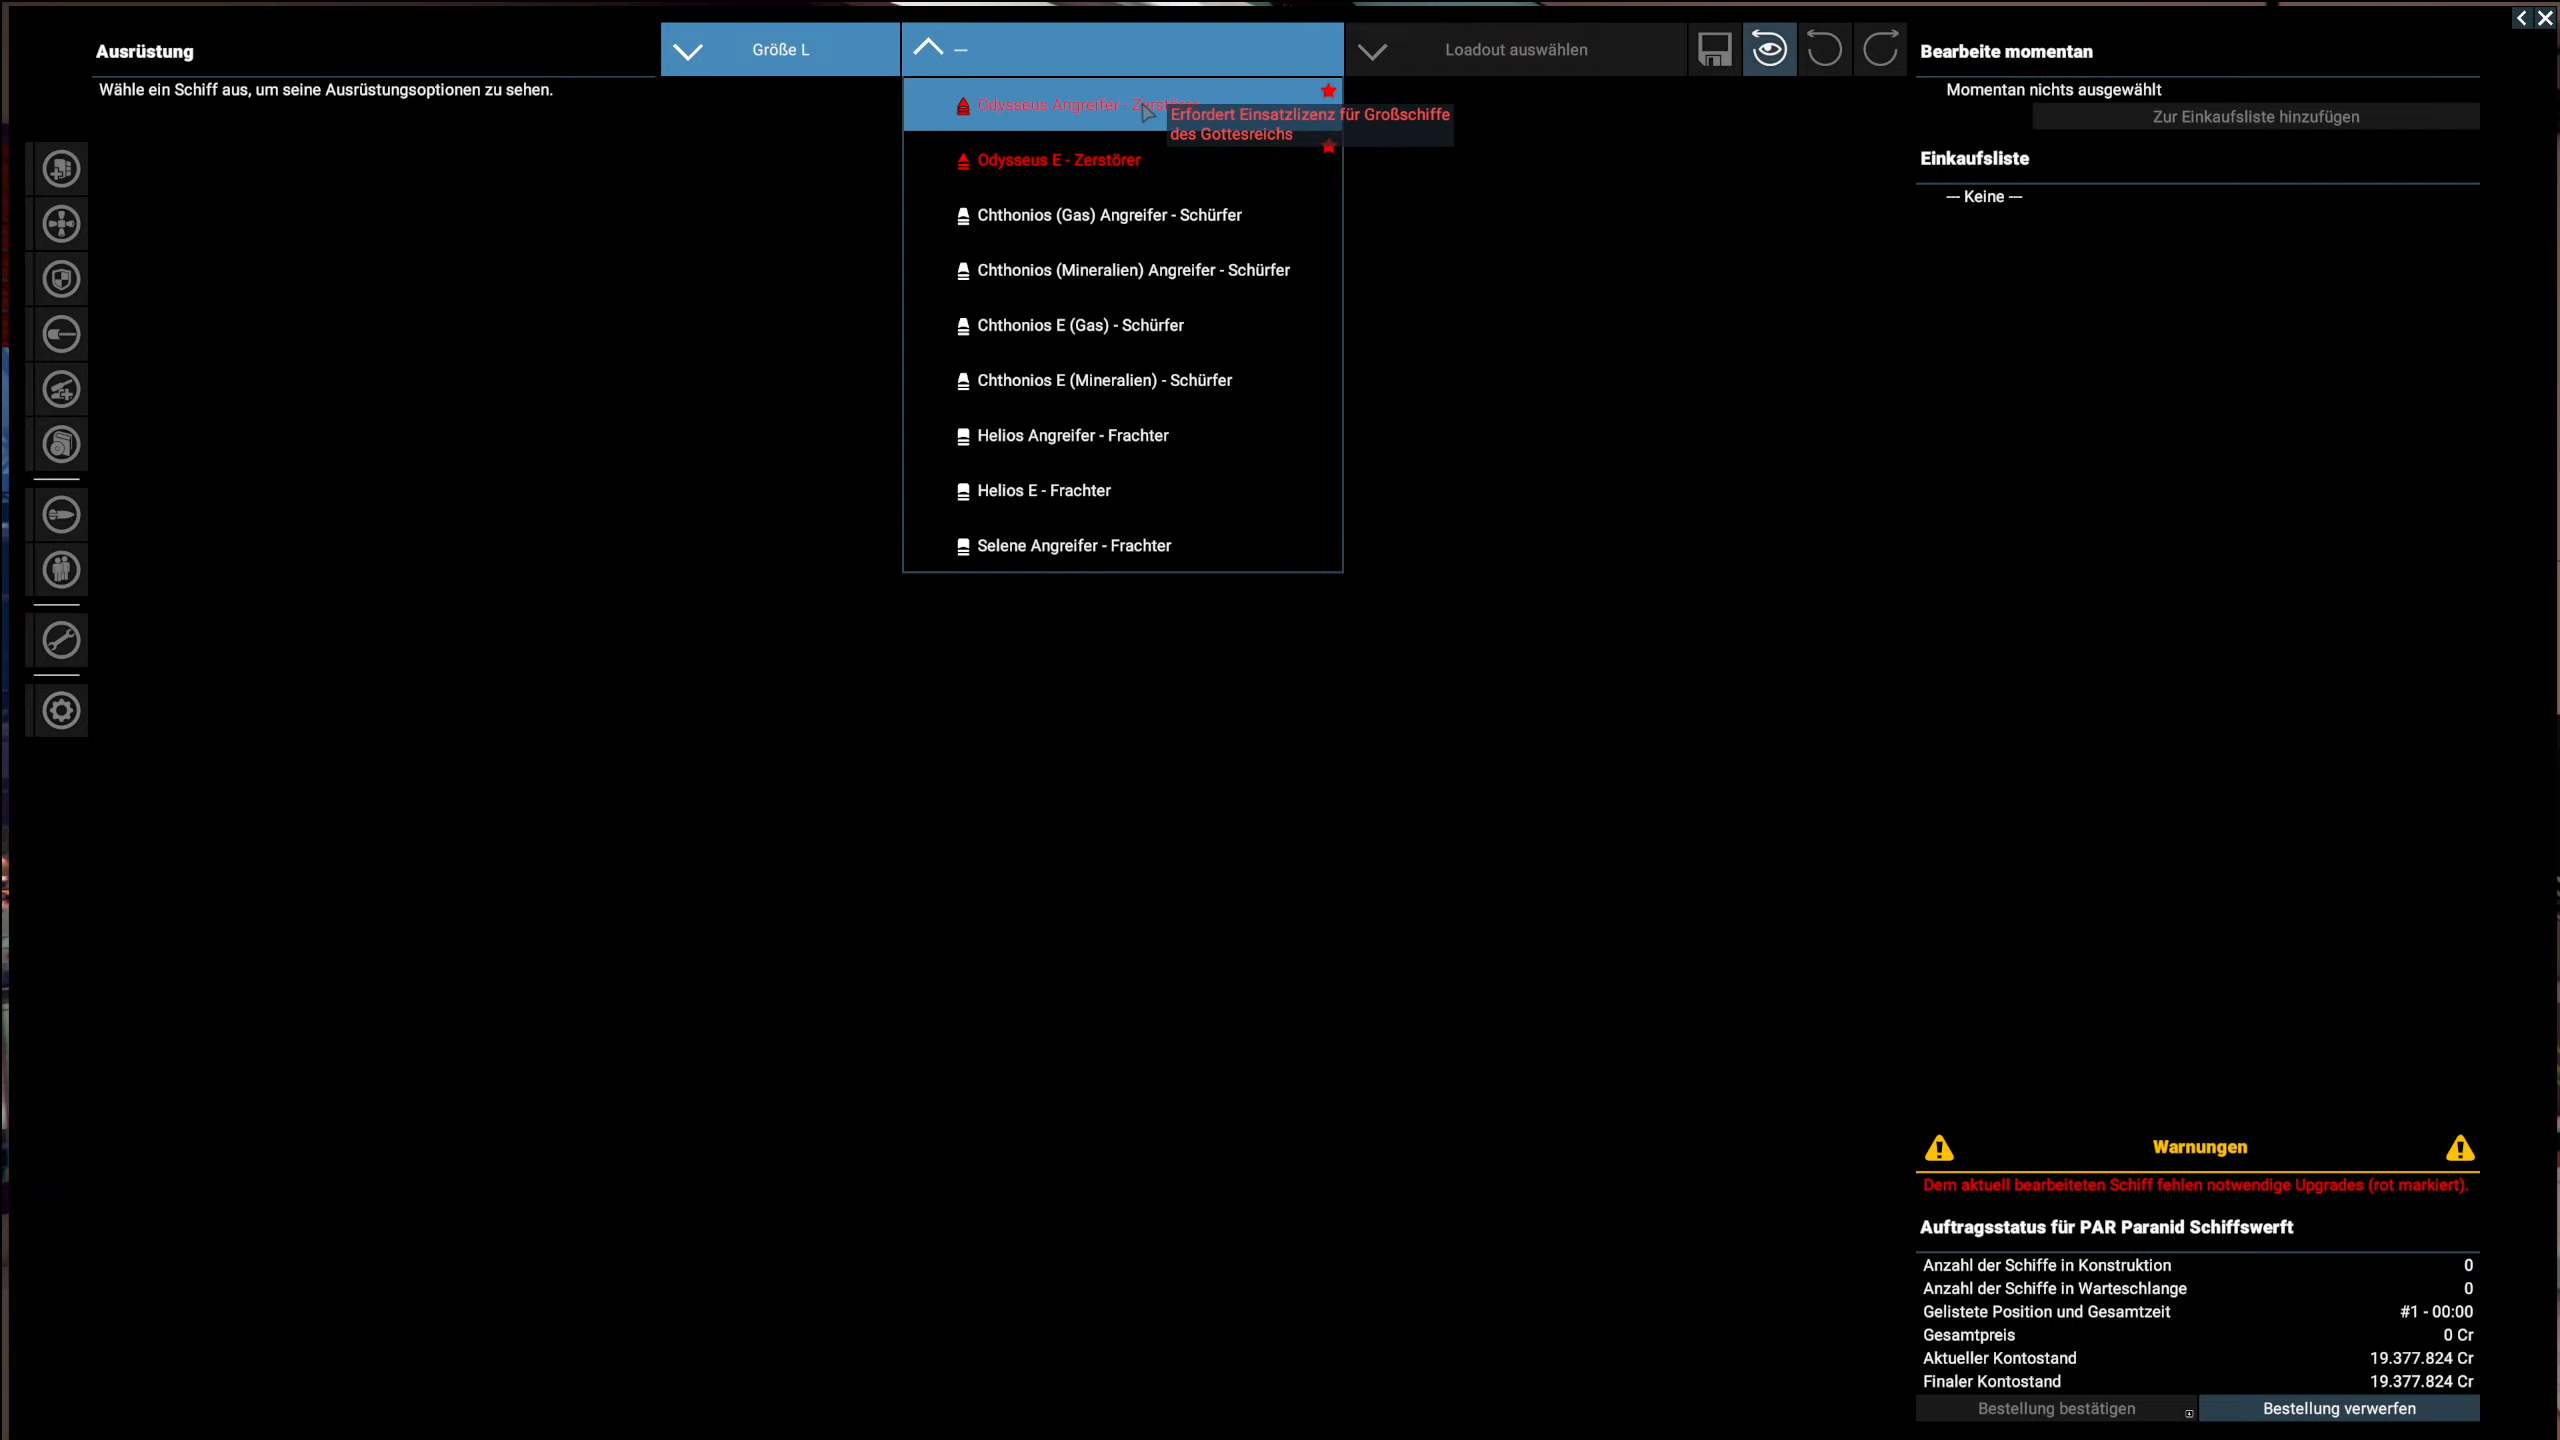 Ausrüstung
Wähle ein Schiff aus, um seine Ausrüstungsoptionen zu sehen.
Größe L
---
Loadout auswählen
Odysseus Angreifer - Zerstörer
Erfordert Einsatzlizenz für Großschiffe
des Gottesreichs
Odysseus E - Zerstörer
Chthonios (Gas) Angreifer - Schürfer
Chthonios (Mineralien) Angreifer - Schürfer
Chthonios E (Gas) - Schürfer
Chthonios E (Mineralien) - Schürfer
Helios Angreifer - Frachter
Helios E - Frachter
Selene Angreifer - Frachter
Bearbeite momentan
Momentan nichts ausgewählt
Zur Einkaufsliste hinzufügen
Einkaufsliste
--- Keine ---
Warnungen
Dem aktuell bearbeiteten Schiff fehlen notwendige Upgrades (rot markiert).
Auftragsstatus für PAR Paranid Schiffswerft
Anzahl der Schiffe in Konstruktion 0
Anzahl der Schiffe in Warteschlange 0
Gelistete Position und Gesamtzeit #1 - 00:00
Gesamtpreis 0 Cr
Aktueller Kontostand 19.377.824 Cr
Finaler Kontostand 19.377.824 Cr
Bestellung bestätigen
Bestellung verwerfen